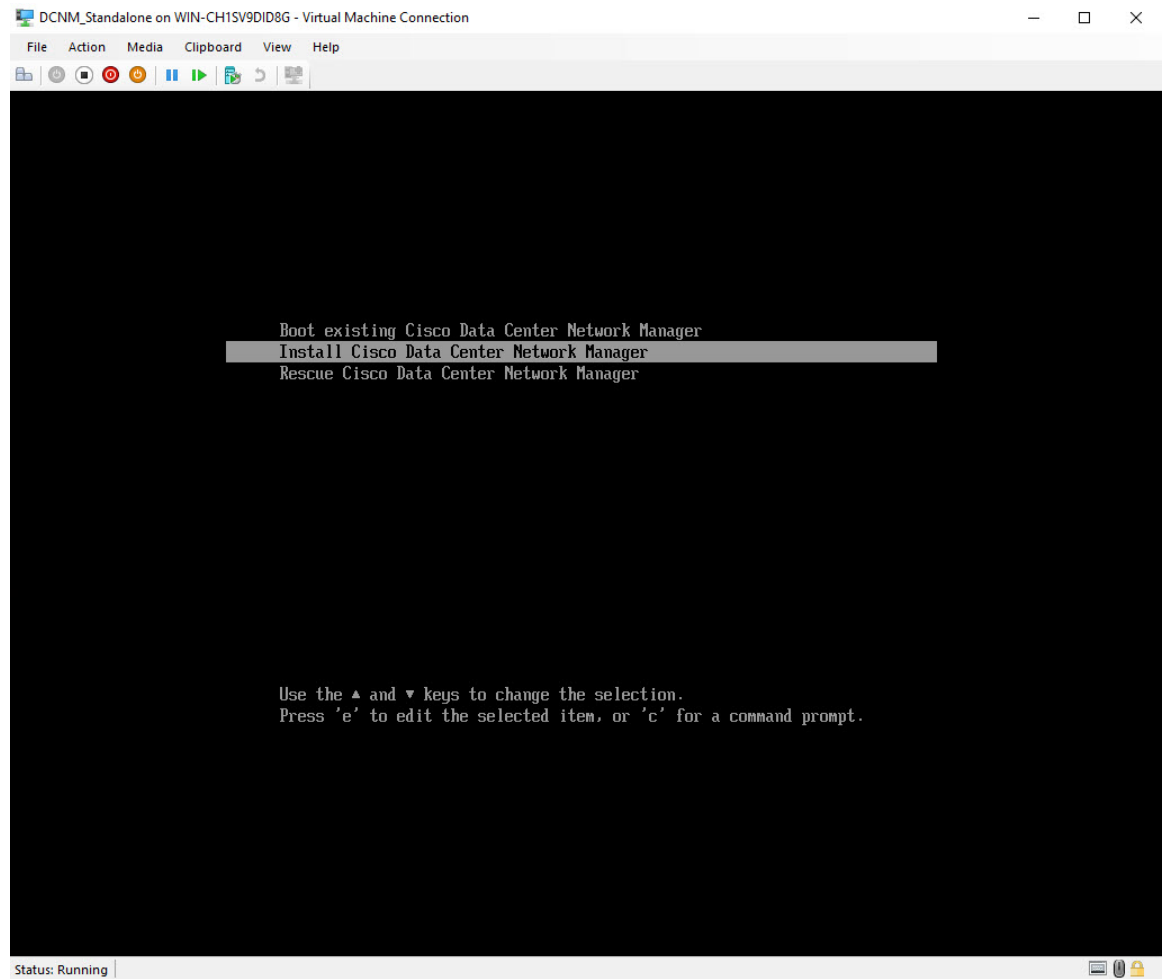 DCNM_Standalone on WIN-CH1SV9DID8G - Virtual Machine Connection
File Action Media Clipboard View Help
Boot existing Cisco Data Center Network Manager
Install Cisco Data Center Network Manager
Rescue Cisco Data Center Network Manager
Use the ▲ and ▼ keys to change the selection.
Press 'e' to edit the selected item, or 'c' for a command prompt.
Status: Running